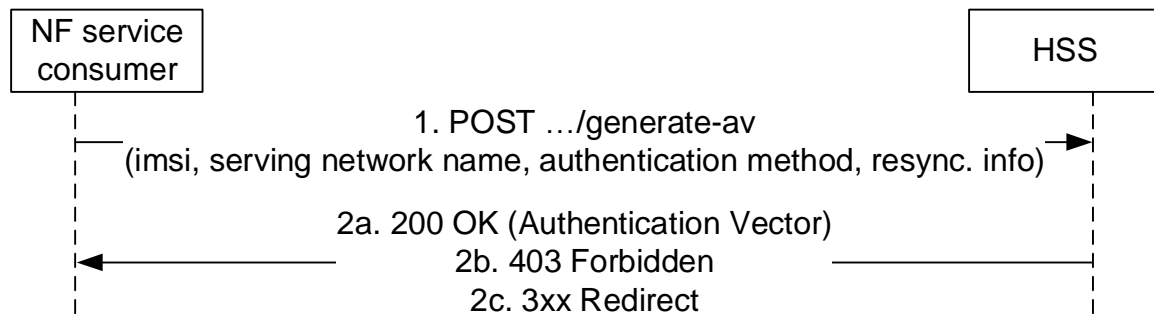 NF service
consumer
HSS
1. POST …/generate-av
(imsi, serving network name, authentication method, resync. info)
2a. 200 OK (Authentication Vector)
2b. 403 Forbidden
2c. 3xx Redirect